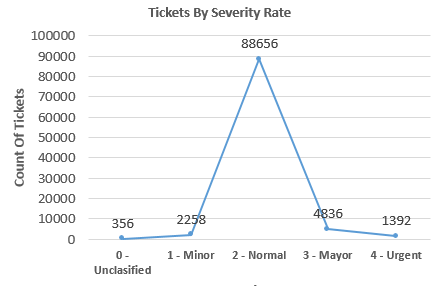 Tickets By Severity Rate
Count Of Tickets
100000
90000
80000
70000
60000
50000
40000
30000
20000
10000
0
356
2258
88656
4836
1392
0 -
Unclasified
1 - Minor
2 - Normal
3 - Mayor
4 - Urgent